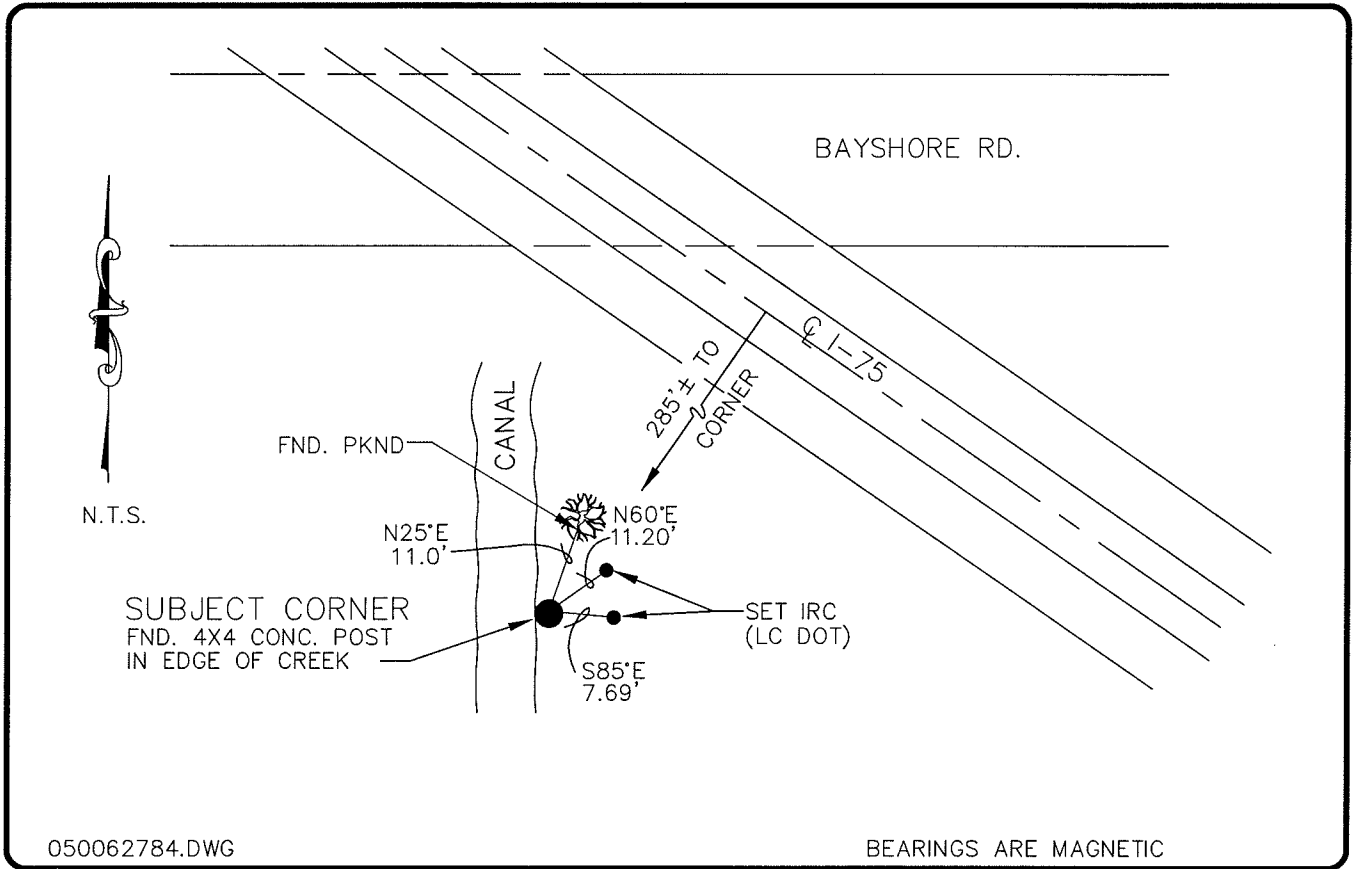 BAYSHORE RD.
℄ I-75
285'± TO
CORNER
CANAL
FND. PKND
N.T.S.
N60°E
11.20'
N25°E
11.0'
SUBJECT CORNER
FND. 4X4 CONC. POST
IN EDGE OF CREEK
SET IRC
(LC DOT)
S85°E
7.69'
050062784.DWG
BEARINGS ARE MAGNETIC